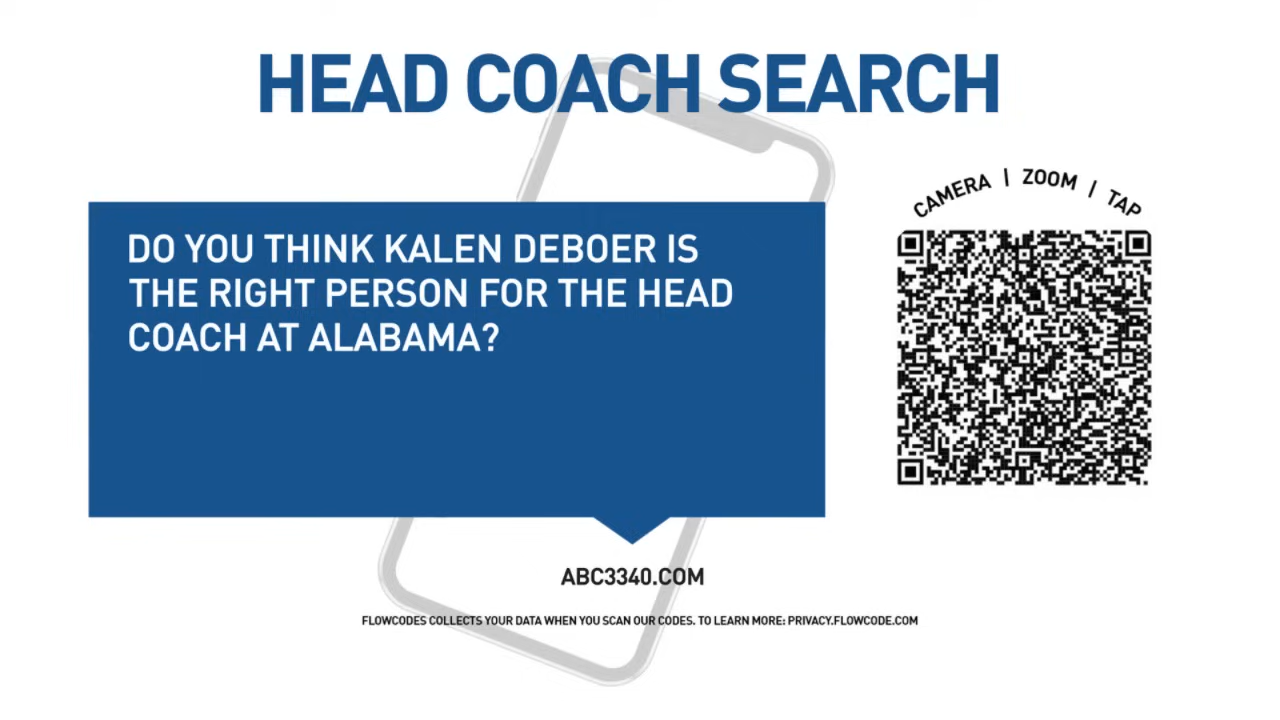 HEAD COACH SEARCH
DO YOU THINK KALEN DEBOER IS
THE RIGHT PERSON FOR THE HEAD
COACH AT ALABAMA?
CAMERA | ZOOM | TAP
ABC3340.COM
FLOWCODES COLLECTS YOUR DATA WHEN YOU SCAN OUR CODES. TO LEARN MORE: PRIVACY.FLOWCODE.COM